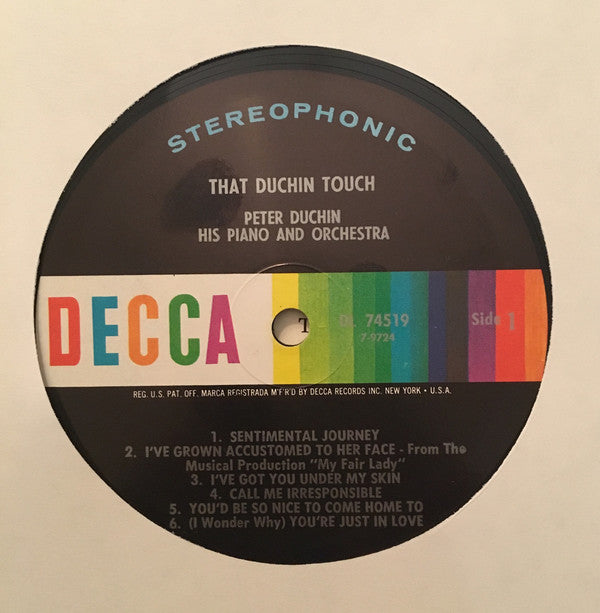 STEREOPHONIC
THAT DUCHIN TOUCH
PETER DUCHIN
HIS PIANO AND ORCHESTRA
DECCA
T
DL 74519
Side 1
7-9724
REG. U.S. PAT. OFF. MARCA REGISTRADA M'F'R'D BY DECCA RECORDS INC. NEW YORK • U.S.A.
1. SENTIMENTAL JOURNEY
2. I'VE GROWN ACCUSTOMED TO HER FACE - From The
Musical Production "My Fair Lady"
3. I'VE GOT YOU UNDER MY SKIN
4. CALL ME IRRESPONSIBLE
5. YOU'D BE SO NICE TO COME HOME TO
6. (I Wonder Why) YOU'RE JUST IN LOVE